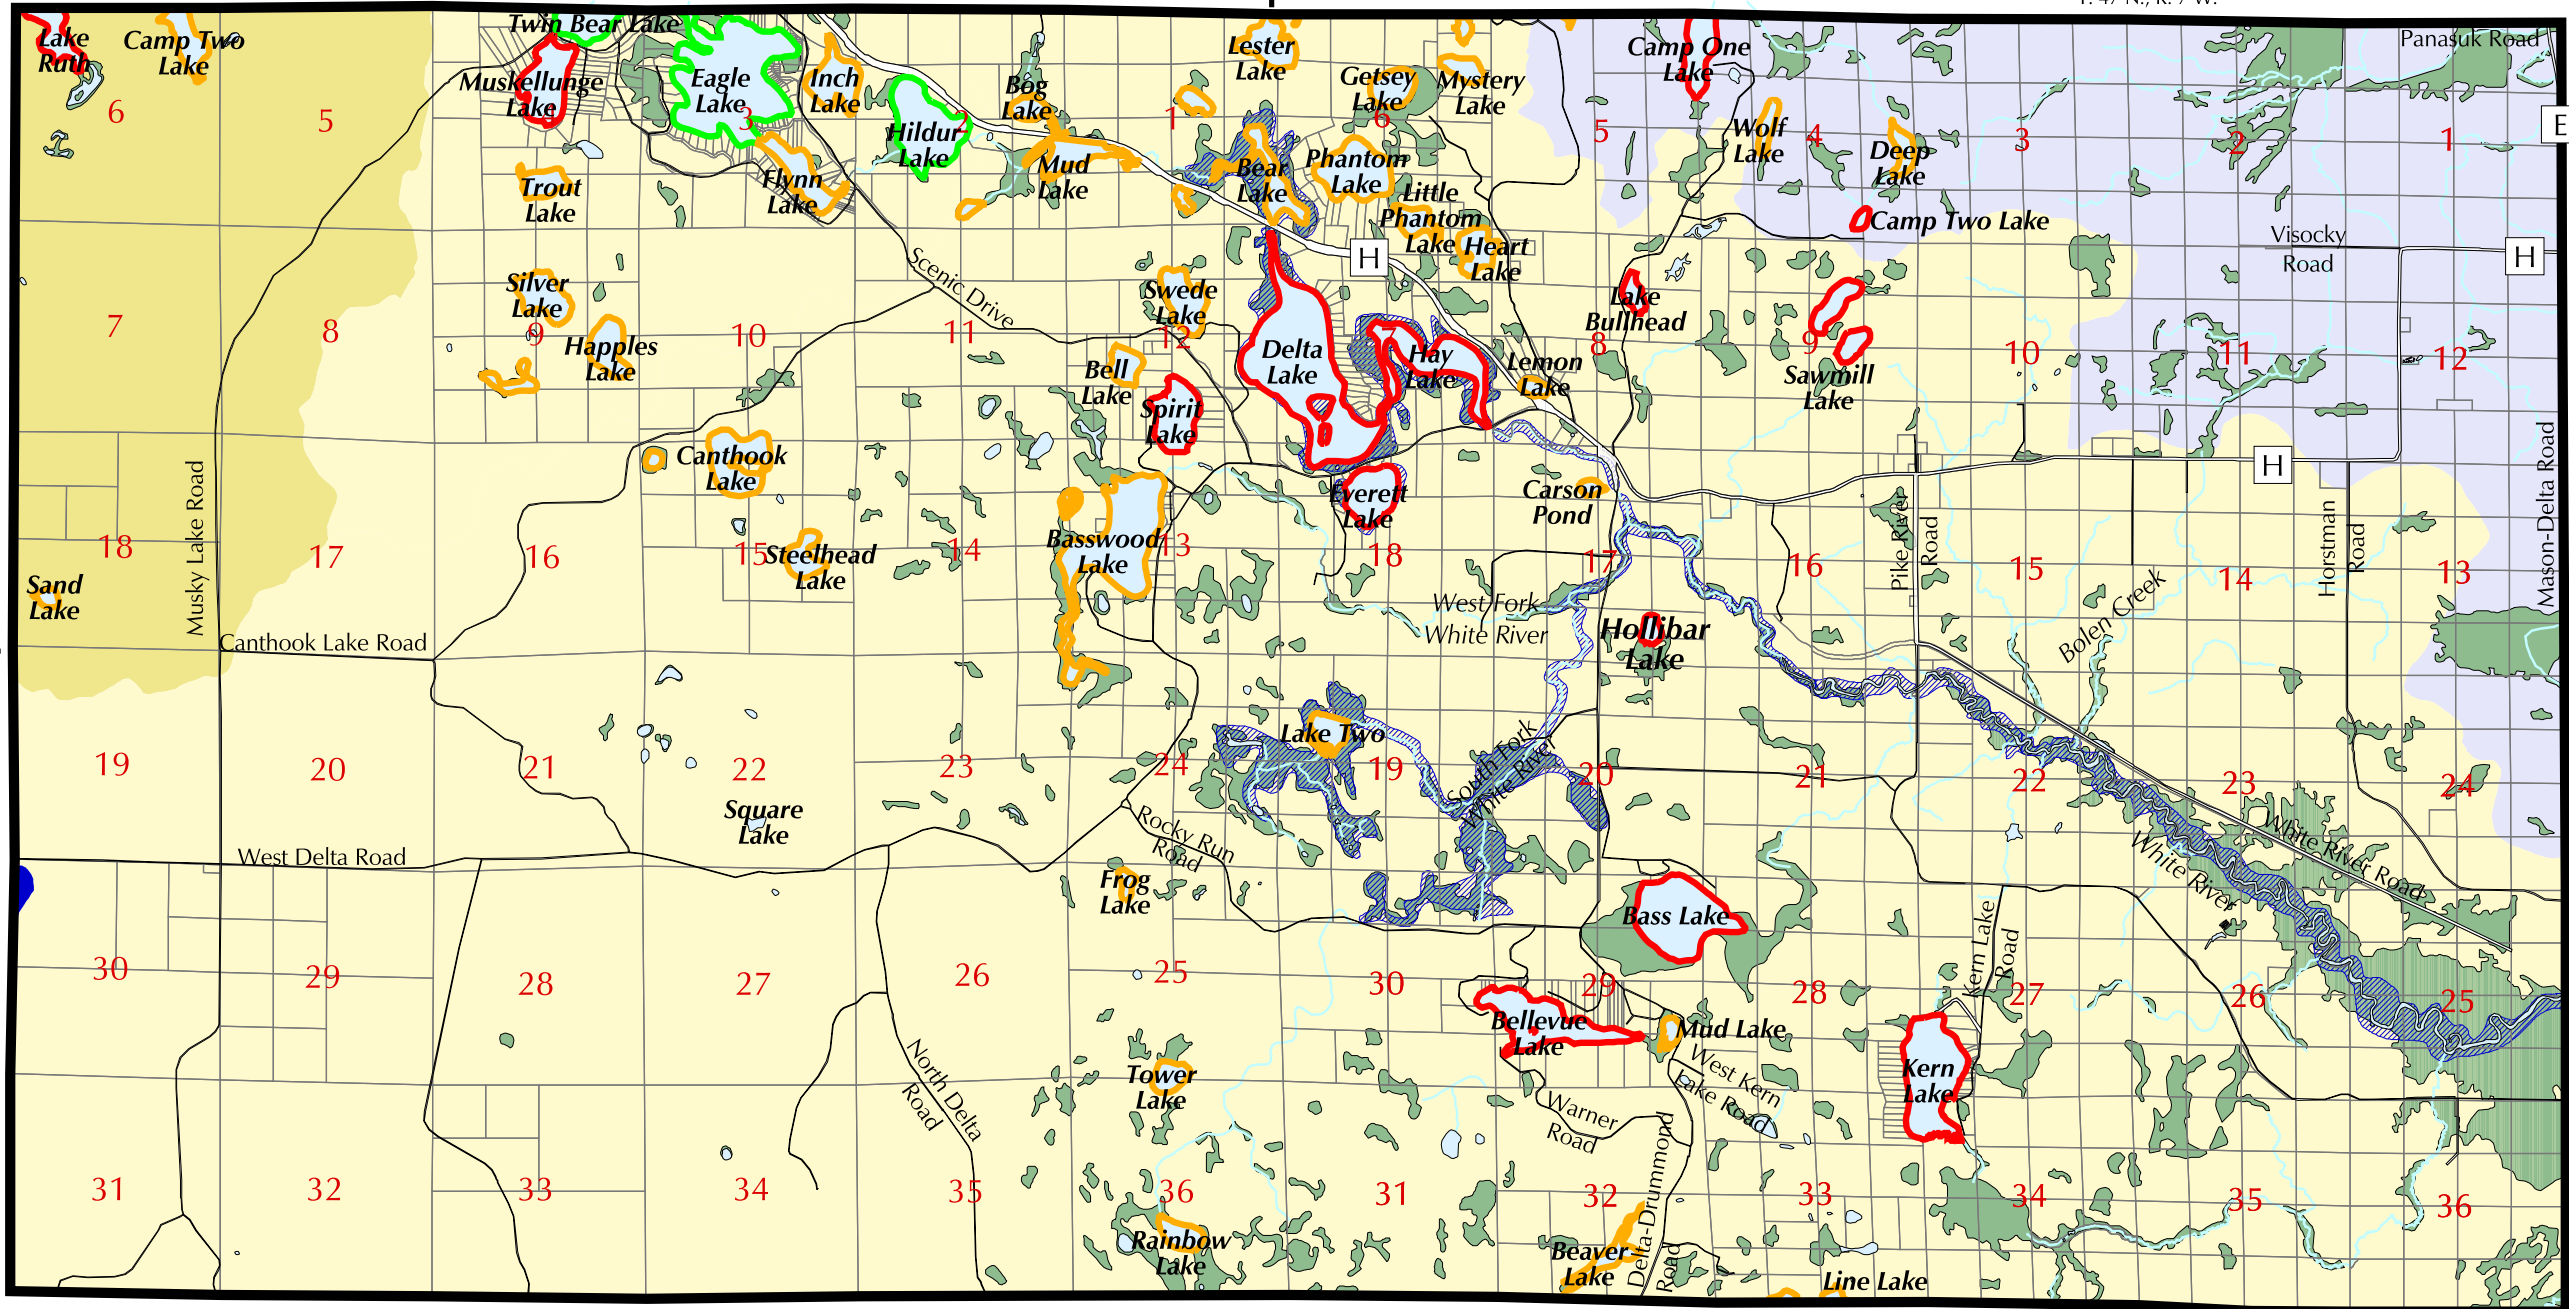 T. 47 N., R. 7 W.
Panasuk Road
Twin Bear Lake
Lake
Ruth
Camp Two
Lake
Muskellunge
Lake
Eagle
Lake
Inch
Lake
Bog
Lake
Lester
Lake
Getsey
Lake
Mystery
Lake
Camp One
Lake
6
5
3
2
1
6
5
4
3
2
1
E
Hildur
Lake
Wolf
Lake
Deep
Lake
Trout
Lake
Flynn
Lake
Mud
Lake
Bear
Lake
Phantom
Lake
Little
Phantom
Lake
Heart
Lake
Camp Two Lake
Visocky
Road
H
H
Scenic Drive
Silver
Lake
Happles
Lake
Swede
Lake
Lake
Bullhead
7
8
9
10
11
12
7
8
9
10
11
12
Bell
Lake
Spirit
Lake
Delta
Lake
Hay
Lake
Lemon
Lake
Sawmill
Lake
Canthook
Lake
H
Musky Lake Road
Everett
Lake
Carson
Pond
Pike River
Road
Horstman
Road
Mason-Delta Road
Basswood
Lake
Steelhead
Lake
18
17
16
15
14
13
18
17
16
15
14
13
Sand
Lake
West Fork
White River
Hollibar
Lake
Bolen Creek
Canthook Lake Road
Lake Two
South Fork
White River
19
20
21
22
23
24
19
20
21
22
23
24
Square
Lake
Rocky Run
Road
West Delta Road
White River Road
White River
Frog
Lake
Bass Lake
Kern Lake
Road
30
29
28
27
26
25
30
29
28
27
26
25
Bellevue
Lake
Mud Lake
West Kern
Lake Road
Kern
Lake
North Delta
Road
Tower
Lake
Warner
Road
31
32
33
34
35
36
31
32
33
34
35
36
Delta-Drummond
Road
Rainbow
Lake
Beaver
Lake
Line Lake